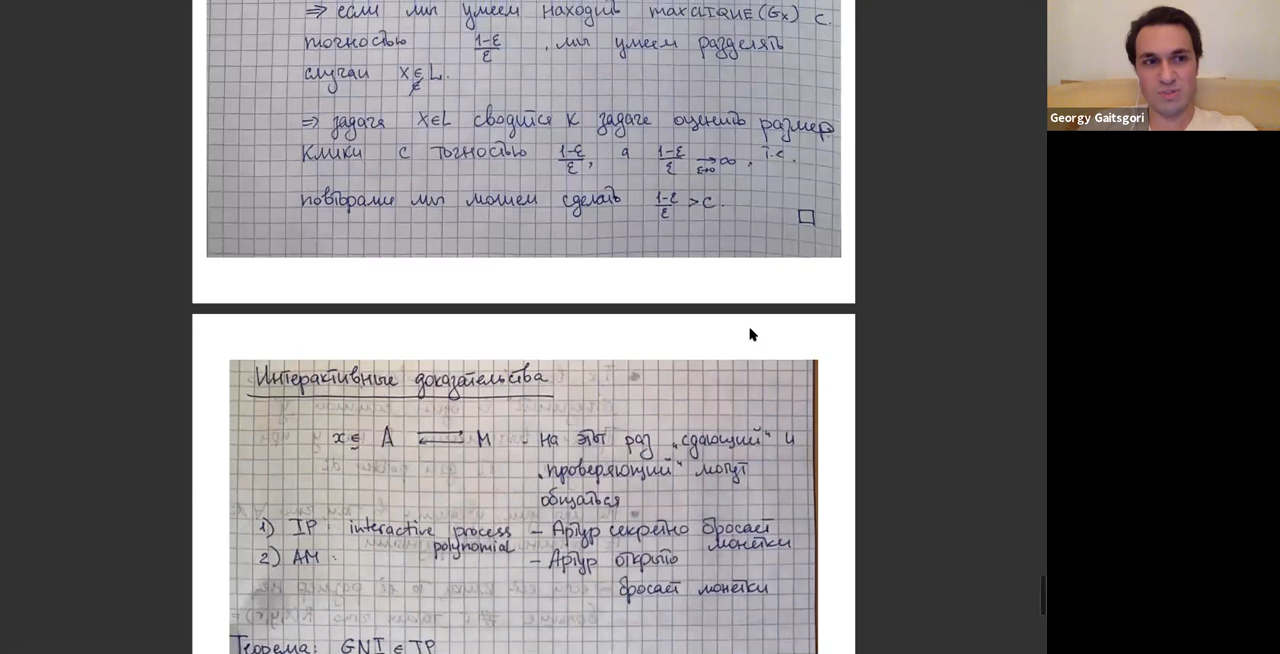 ⇒ если мы умеем находить MAXCLIQUE(Gx) с
точностью (1-ε)/ε, мы умеем разделять
случаи x∈L.
⇒ задача x∈L сводится к задаче оценить размер
клики с точностью (1-ε)/ε, а (1-ε)/ε →∞ ε→0, т.е.
повторами мы можем сделать (1-ε)/ε > c.
Georgy Gaitsgori
Интерактивные доказательства
x∈ A ⇄ M на этот раз "сдающий" и
"проверяющий" могут
общаться
1) IP: interactive process – Артур секретно бросает
polynomial монетки
2) AM: – Артур открыто
бросает монетки
Теорема: GNI ∈ IP